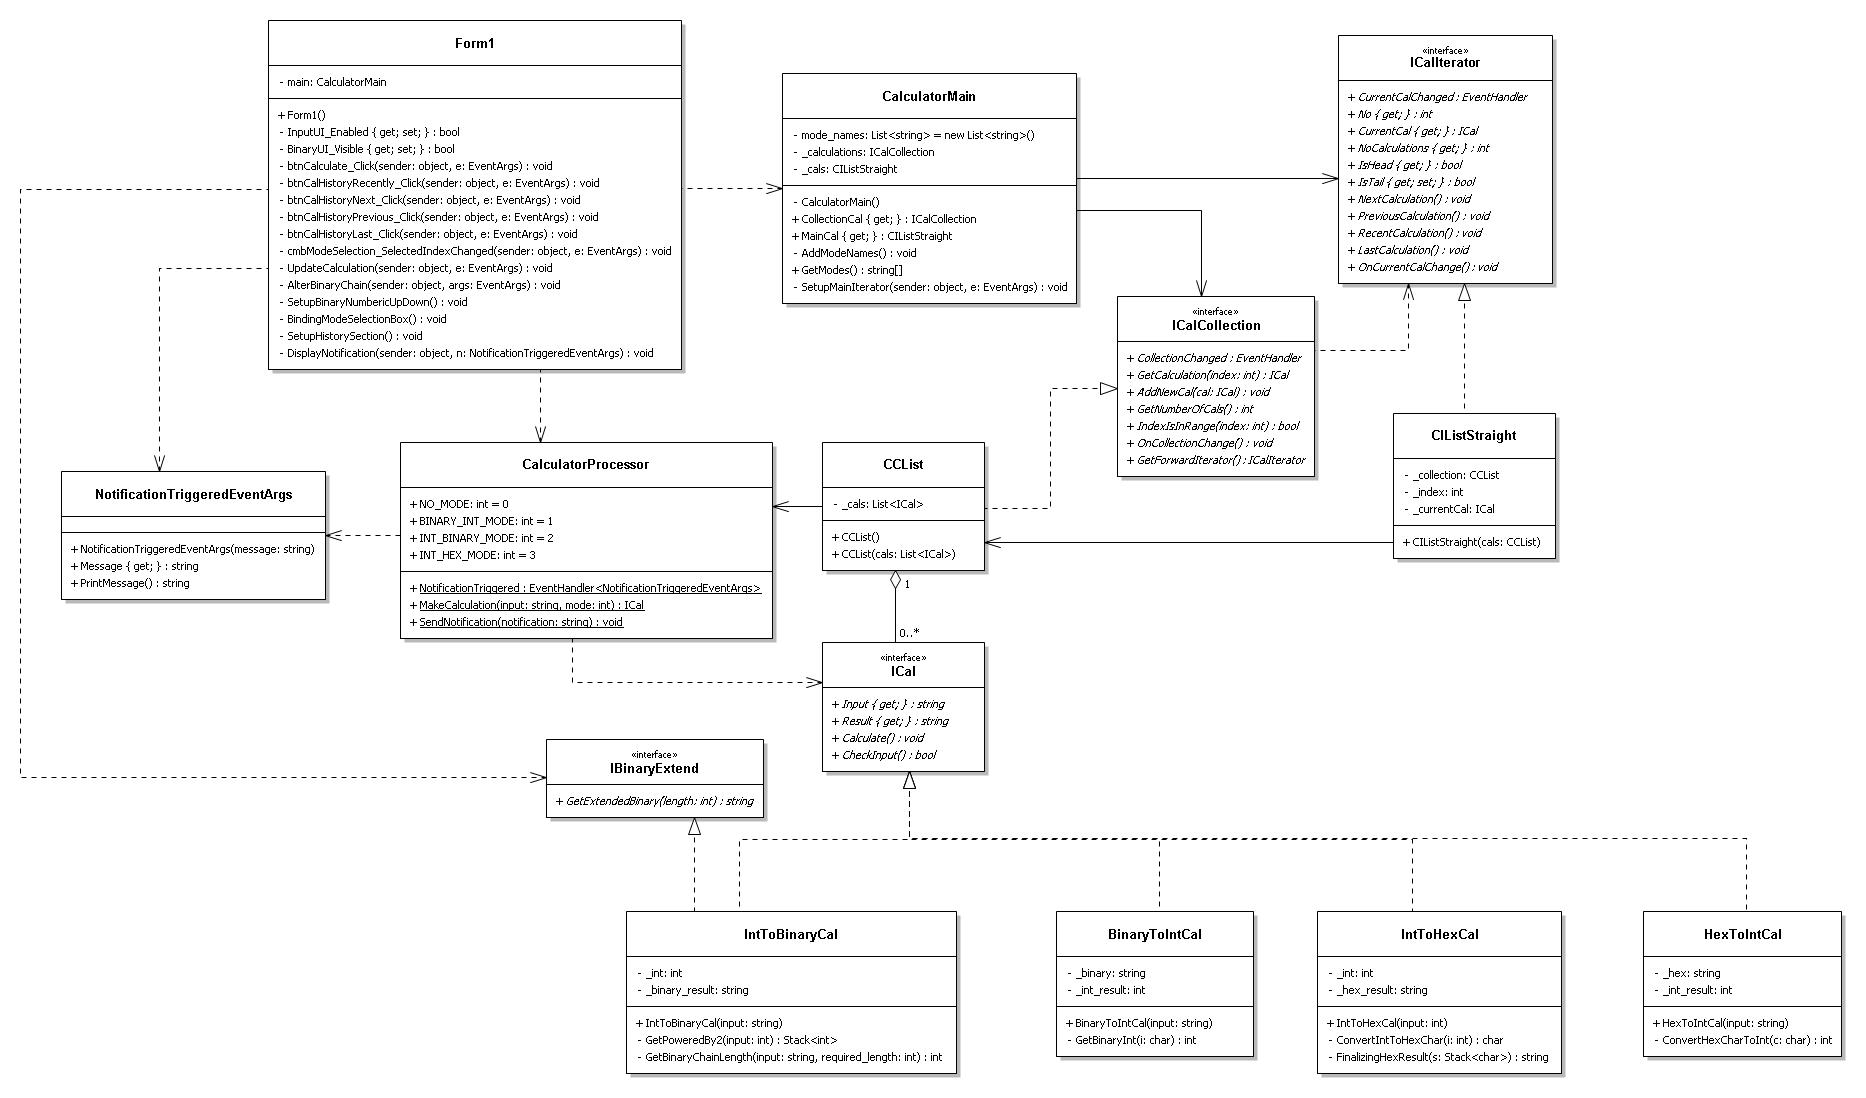 Form1
- main: CalculatorMain
+ Form1()
- InputUI_Enabled { get; set; } : bool
- BinaryUI_Visible { get; set; } : bool
- btnCalculate_Click(sender: object, e: EventArgs) : void
- btnCalHistoryRecently_Click(sender: object, e: EventArgs) : void
- btnCalHistoryNext_Click(sender: object, e: EventArgs) : void
- btnCalHistoryPrevious_Click(sender: object, e: EventArgs) : void
- btnCalHistoryLast_Click(sender: object, e: EventArgs) : void
- cmbModeSelection_SelectedIndexChanged(sender: object, e: EventArgs) : void
- UpdateCalculation(sender: object, e: EventArgs) : void
- AlterBinaryChain(sender: object, args: EventArgs) : void
- SetupBinaryNumbericUpDown() : void
- BindingModeSelectionBox() : void
- SetupHistorySection() : void
- DisplayNotification(sender: object, n: NotificationTriggeredEventArgs) : void
CalculatorMain
- mode_names: List<string> = new List<string>()
- _calculations: ICalCollection
- _cals: CIListStraight
- CalculatorMain()
+ CollectionCal { get; } : ICalCollection
+ MainCal { get; } : CIListStraight
- AddModeNames() : void
+ GetModes() : string[]
- SetupMainIterator(sender: object, e: EventArgs) : void
«interface»
ICalIterator
+ CurrentCalChanged : EventHandler
+ No { get; } : int
+ CurrentCal { get; } : ICal
+ NoCalculations { get; } : int
+ IsHead { get; } : bool
+ IsTail { get; set; } : bool
+ NextCalculation() : void
+ PreviousCalculation() : void
+ RecentCalculation() : void
+ LastCalculation() : void
+ OnCurrentCalChange() : void
«interface»
ICalCollection
+ CollectionChanged : EventHandler
+ GetCalculation(index: int) : ICal
+ AddNewCal(cal: ICal) : void
+ GetNumberOfCals() : int
+ IndexIsInRange(index: int) : bool
+ OnCollectionChange() : void
+ GetForwardIterator() : ICalIterator
CIListStraight
- _collection: CCList
- _index: int
- _currentCal: ICal
+ CIListStraight(cals: CCList)
NotificationTriggeredEventArgs
+ NotificationTriggeredEventArgs(message: string)
+ Message { get; } : string
+ PrintMessage() : string
CalculatorProcessor
+ NO_MODE: int = 0
+ BINARY_INT_MODE: int = 1
+ INT_BINARY_MODE: int = 2
+ INT_HEX_MODE: int = 3
+ NotificationTriggered : EventHandler<NotificationTriggeredEventArgs>
+ MakeCalculation(input: string, mode: int) : ICal
+ SendNotification(notification: string) : void
CCList
- _cals: List<ICal>
+ CCList()
+ CCList(cals: List<ICal>)
1
0..*
«interface»
ICal
+ Input { get; } : string
+ Result { get; } : string
+ Calculate() : void
+ CheckInput() : bool
«interface»
IBinaryExtend
+ GetExtendedBinary(length: int) : string
IntToBinaryCal
- _int: int
- _binary_result: string
+ IntToBinaryCal(input: string)
- GetPoweredBy2(input: int) : Stack<int>
- GetBinaryChainLength(input: string, required_length: int) : int
BinaryToIntCal
- _binary: string
- _int_result: int
+ BinaryToIntCal(input: string)
- GetBinaryInt(i: char) : int
IntToHexCal
- _int: int
- _hex_result: string
+ IntToHexCal(input: int)
- ConvertIntToHexChar(i: int) : char
- FinalizingHexResult(s: Stack<char>) : string
HexToIntCal
- _hex: string
- _int_result: int
+ HexToIntCal(input: string)
- ConvertHexCharToInt(c: char) : int